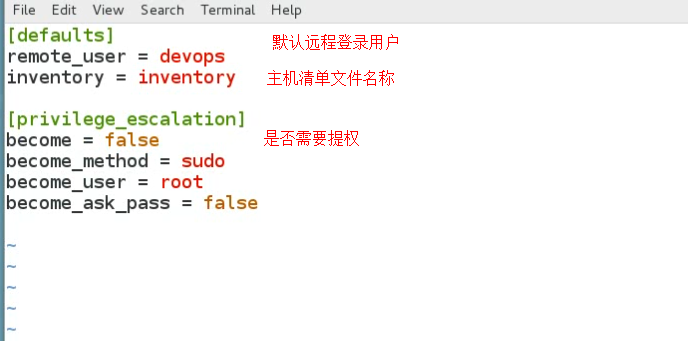 File Edit View Search Terminal Help
[defaults]
remote_user = devops 默认远程登录用户
inventory = inventory 主机清单文件名称
[privilege_escalation]
become = false 是否需要提权
become_method = sudo
become_user = root
become_ask_pass = false
~
~
~
~
~